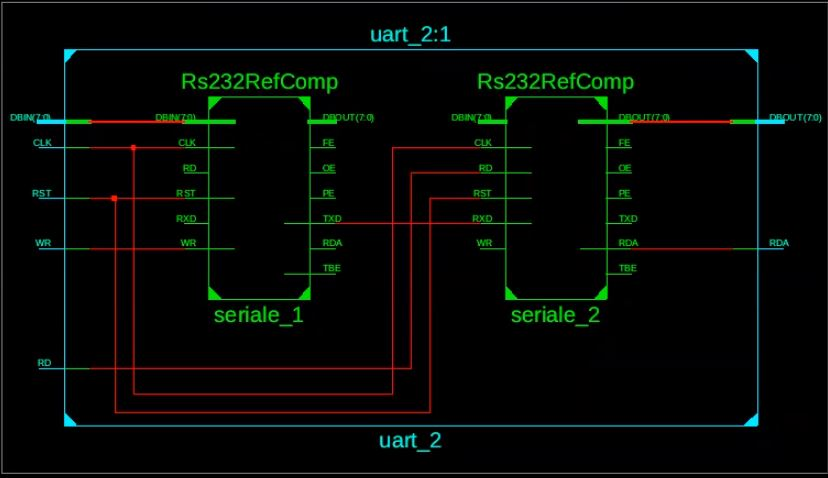 uart_2:1
Rs232RefComp Rs232RefComp
DBIN(7:0) DBIN(7:0) DBOUT(7:0) DBIN(7:0) DBOUT(7:0) DBOUT(7:0)
CLK CLK FE CLK FE
RD OE RD OE
RST RST PE RST PE
RXD TXD RXD TXD
WR WR RDA WR RDA RDA
TBE TBE
seriale_1 seriale_2
RD
uart_2